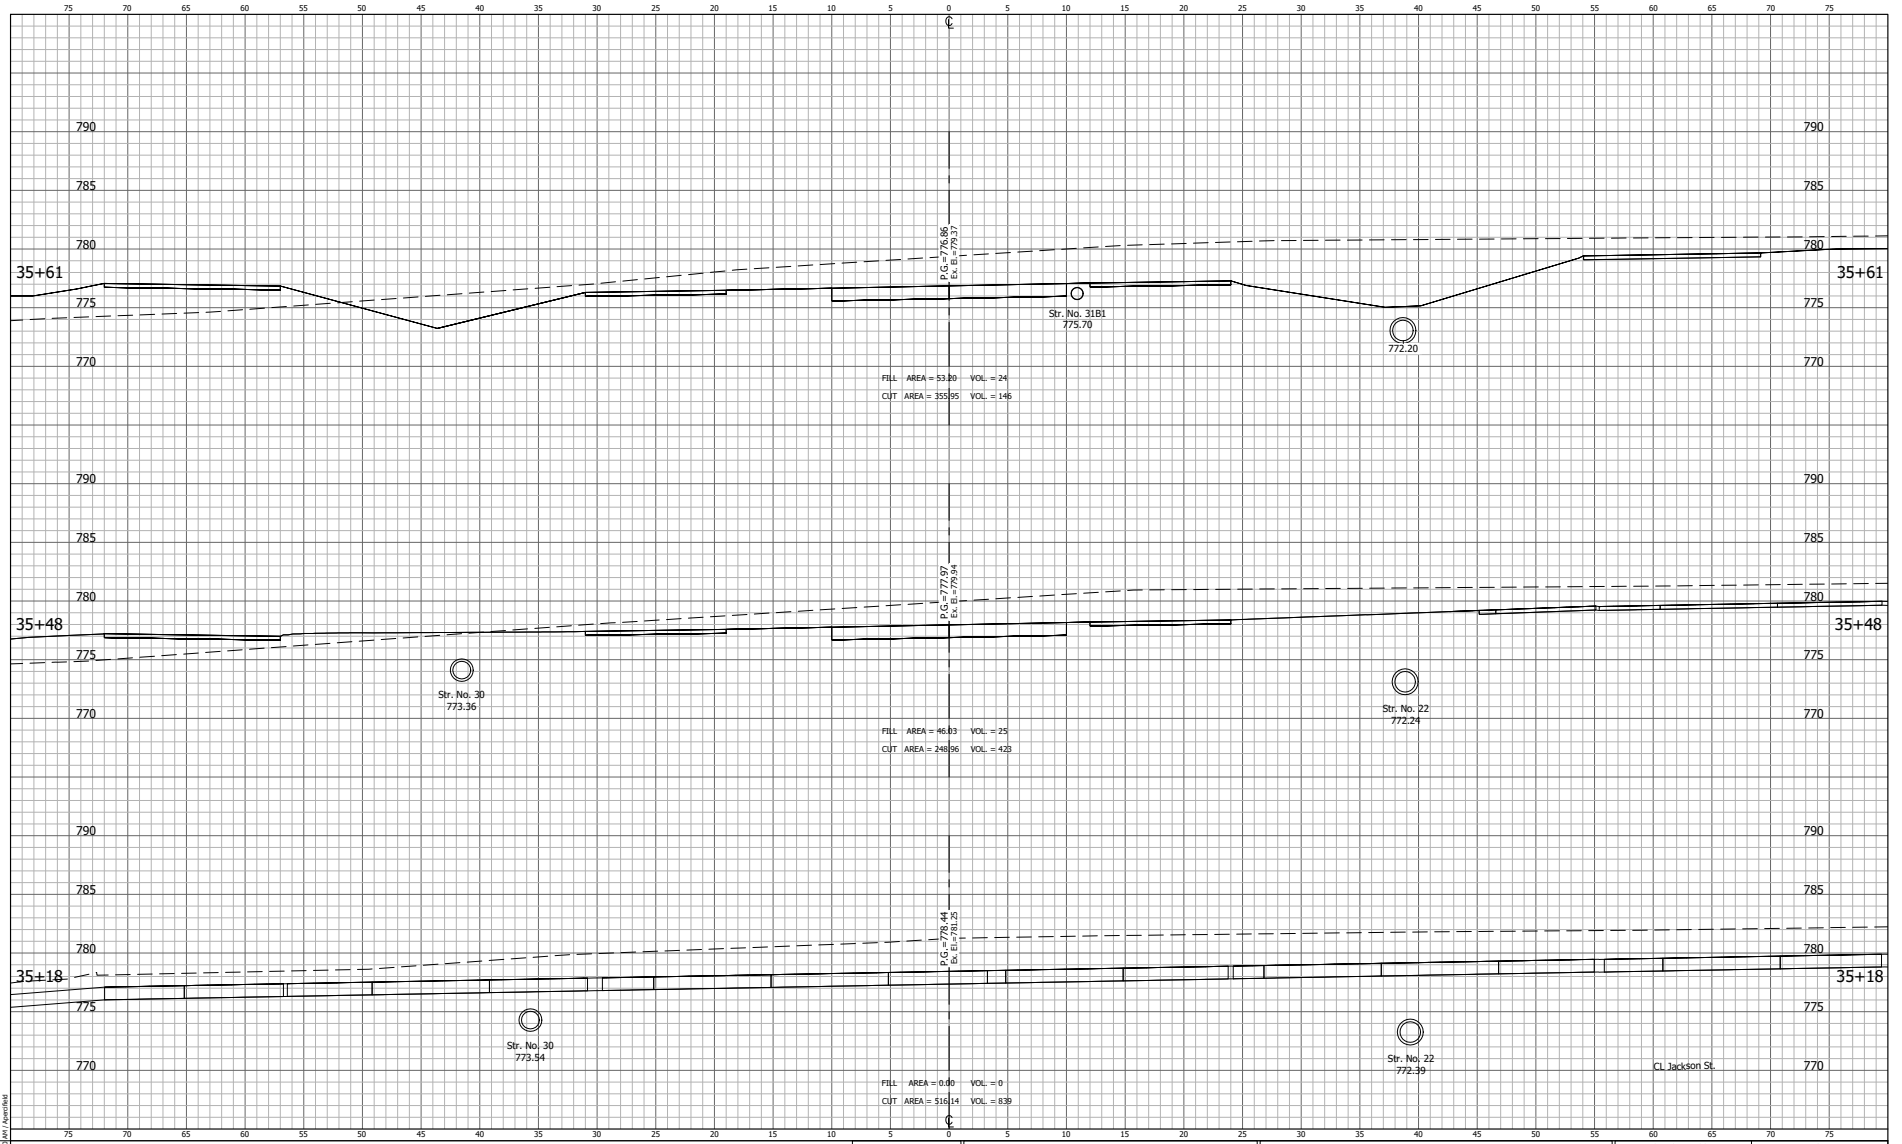 75 70 65 60 55 50 45 40 35 30 25 20 15 10 5 0 5 10 15 20 25 30 35 40 45 50 55 60 65 70 75
℄
790 790
785 785
780 780
P.G.=776.86
Ex. El.=779.37
35+61 35+61
775 775
Str. No. 31B1
775.70
772.20
770 770
FILL AREA = 53.20 VOL. = 24
CUT AREA = 355.95 VOL. = 146
790 790
785 785
P.G.=777.97
Ex. El.=779.94
780 780
35+48 35+48
775 775
Str. No. 30
773.36
Str. No. 22
772.24
770 770
FILL AREA = 46.03 VOL. = 25
CUT AREA = 248.96 VOL. = 423
790 790
785 785
P.G.=778.44
Ex. El.=781.25
780 780
35+18 35+18
775 775
Str. No. 30
773.54
Str. No. 22
772.39
770 770
CL Jackson St.
FILL AREA = 0.00 VOL. = 0
CUT AREA = 516.14 VOL. = 839
℄
75 70 65 60 55 50 45 40 35 30 25 20 15 10 5 0 5 10 15 20 25 30 35 40 45 50 55 60 65 70 75